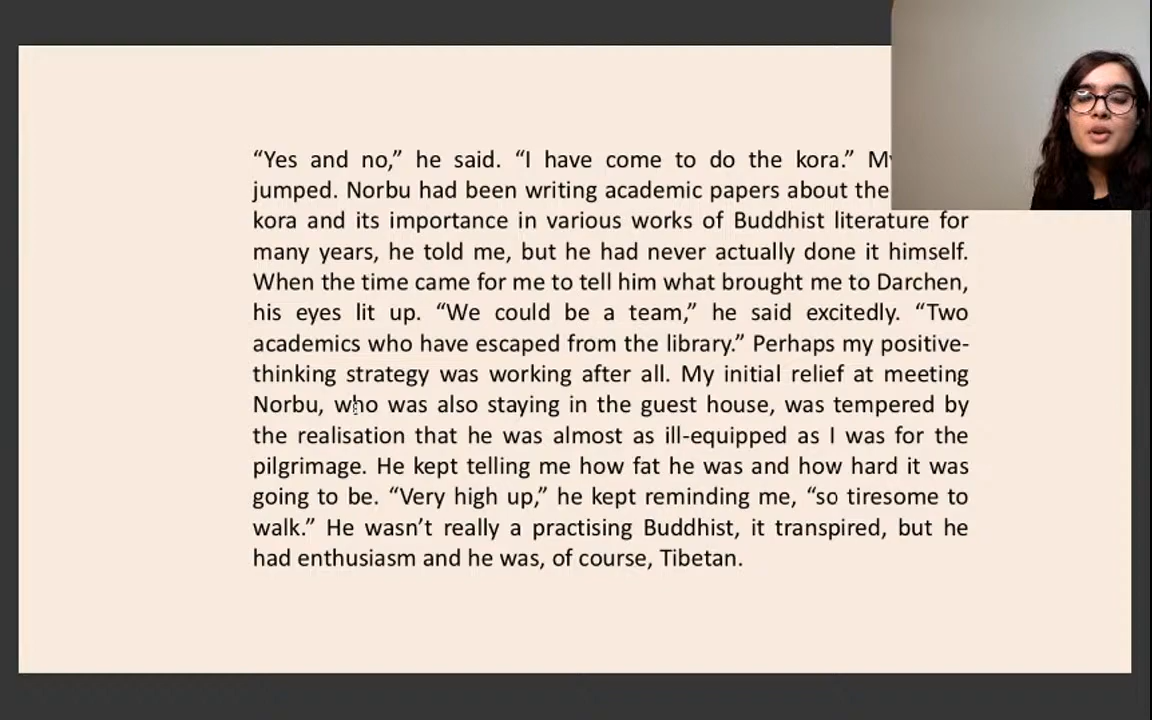 “Yes and no,” he said. “I have come to do the kora.”
jumped. Norbu had been writing academic papers about the
kora and its importance in various works of Buddhist literature for
many years, he told me, but he had never actually done it himself.
When the time came for me to tell him what brought me to Darchen,
his eyes lit up. “We could be a team,” he said excitedly. “Two
academics who have escaped from the library.” Perhaps my positive-
thinking strategy was working after all. My initial relief at meeting
Norbu, who was also staying in the guest house, was tempered by
the realisation that he was almost as ill-equipped as I was for the
pilgrimage. He kept telling me how fat he was and how hard it was
going to be. “Very high up,” he kept reminding me, “so tiresome to
walk.” He wasn’t really a practising Buddhist, it transpired, but he
had enthusiasm and he was, of course, Tibetan.